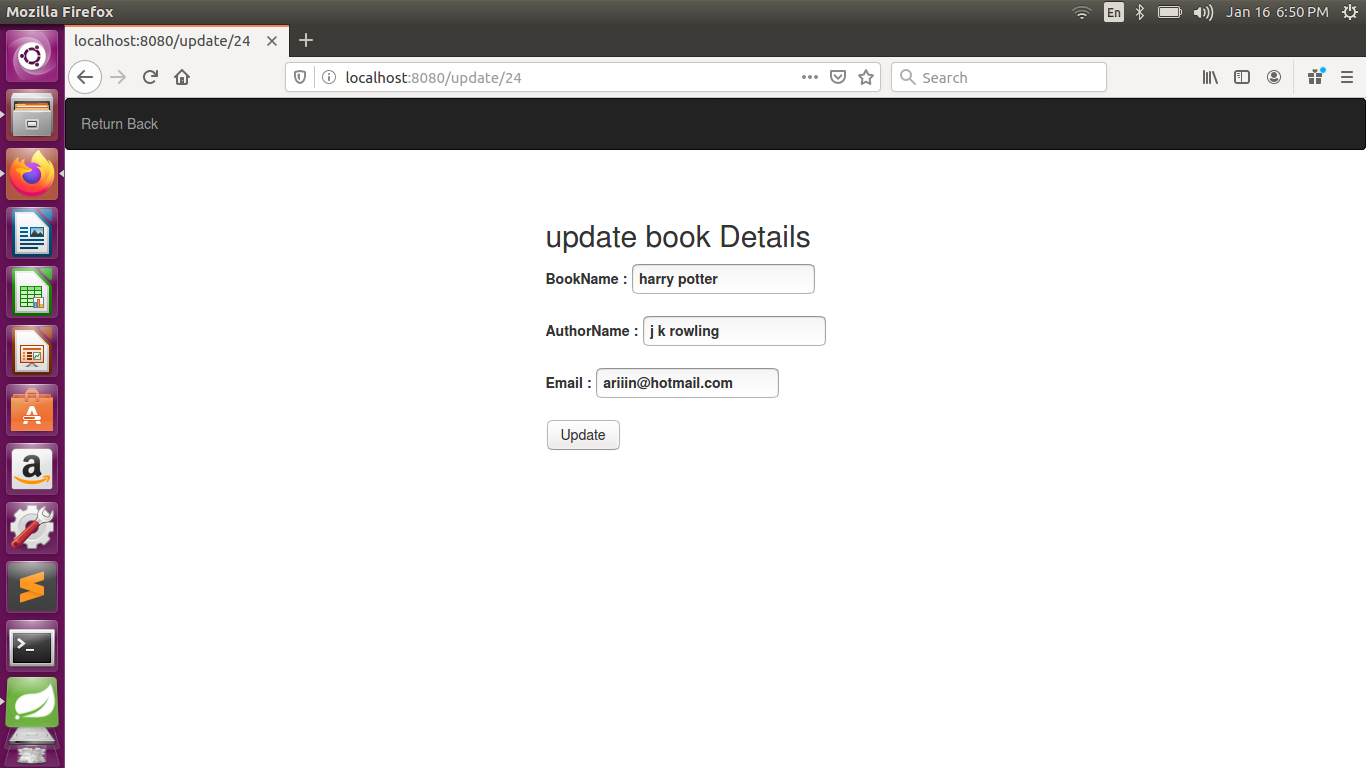 Mozilla Firefox
En
Jan 16 6:50 PM
localhost:8080/update/24
localhost:8080/update/24
Search
Return Back
update book Details
BookName : harry potter
AuthorName : j k rowling
Email : ariiin@hotmail.com
Update